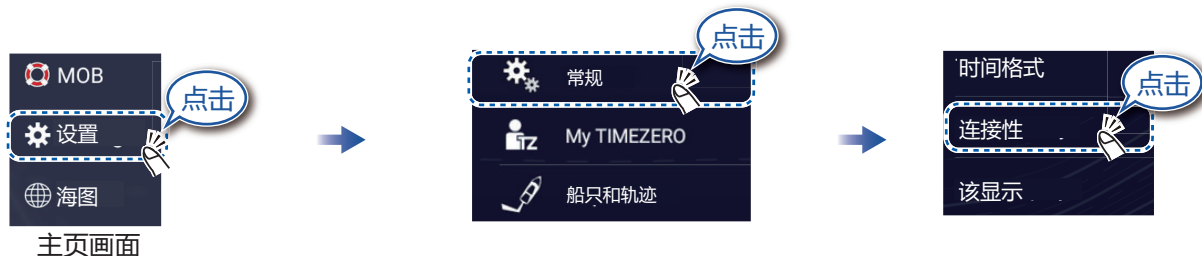 MOB
点击
设置
海图
主页画面
点击
常规
TZ
My TIMEZERO
船只和轨迹
时间格式
点击
连接性
该显示